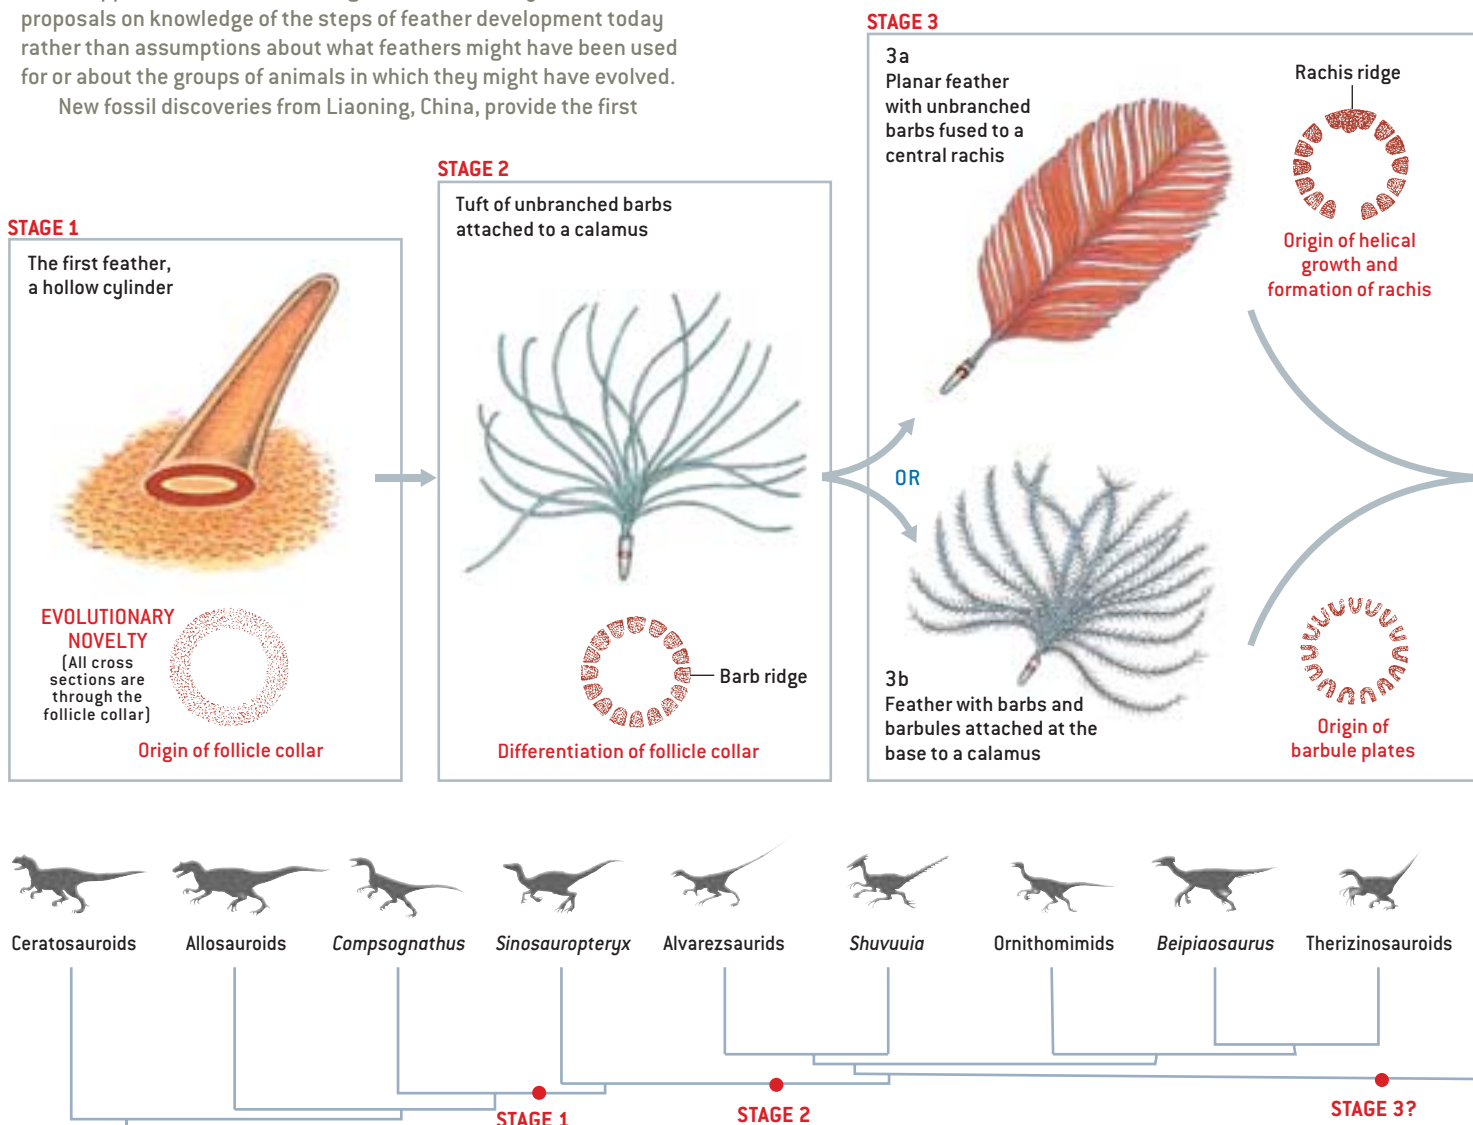 proposals on knowledge of the steps of feather development today
rather than assumptions about what feathers might have been used
for or about the groups of animals in which they might have evolved.
New fossil discoveries from Liaoning, China, provide the first
STAGE 1
The first feather,
a hollow cylinder
EVOLUTIONARY
NOVELTY
(All cross
sections are
through the
follicle collar)
Origin of follicle collar
STAGE 2
Tuft of unbranched barbs
attached to a calamus
Barb ridge
Differentiation of follicle collar
STAGE 3
3a
Planar feather
with unbranched
barbs fused to a
central rachis
Rachis ridge
Origin of helical
growth and
formation of rachis
OR
3b
Feather with barbs and
barbules attached at the
base to a calamus
Origin of
barbule plates
Ceratosauroids
Allosauroids
Compsognathus
Sinosauropteryx
Alvarezsaurids
Shuvuuia
Ornithomimids
Beipiaosaurus
Therizinosauroids
STAGE 1
STAGE 2
STAGE 3?